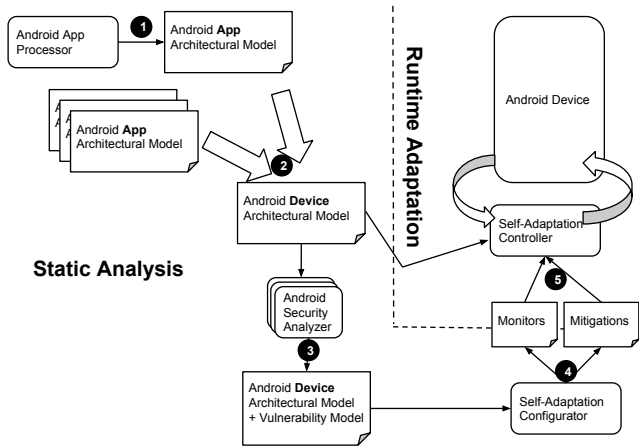 Android App
Processor
1
Android App
Architectural Model
A
A
A
A
Android App
Architectural Model
2
Android Device
Architectural Model
Static Analysis
Android
Security
Analyzer
3
Android Device
Architectural Model
+ Vulnerability Model
Runtime Adaptation
Android Device
Self-Adaptation
Controller
5
Monitors
Mitigations
4
Self-Adaptation
Configurator